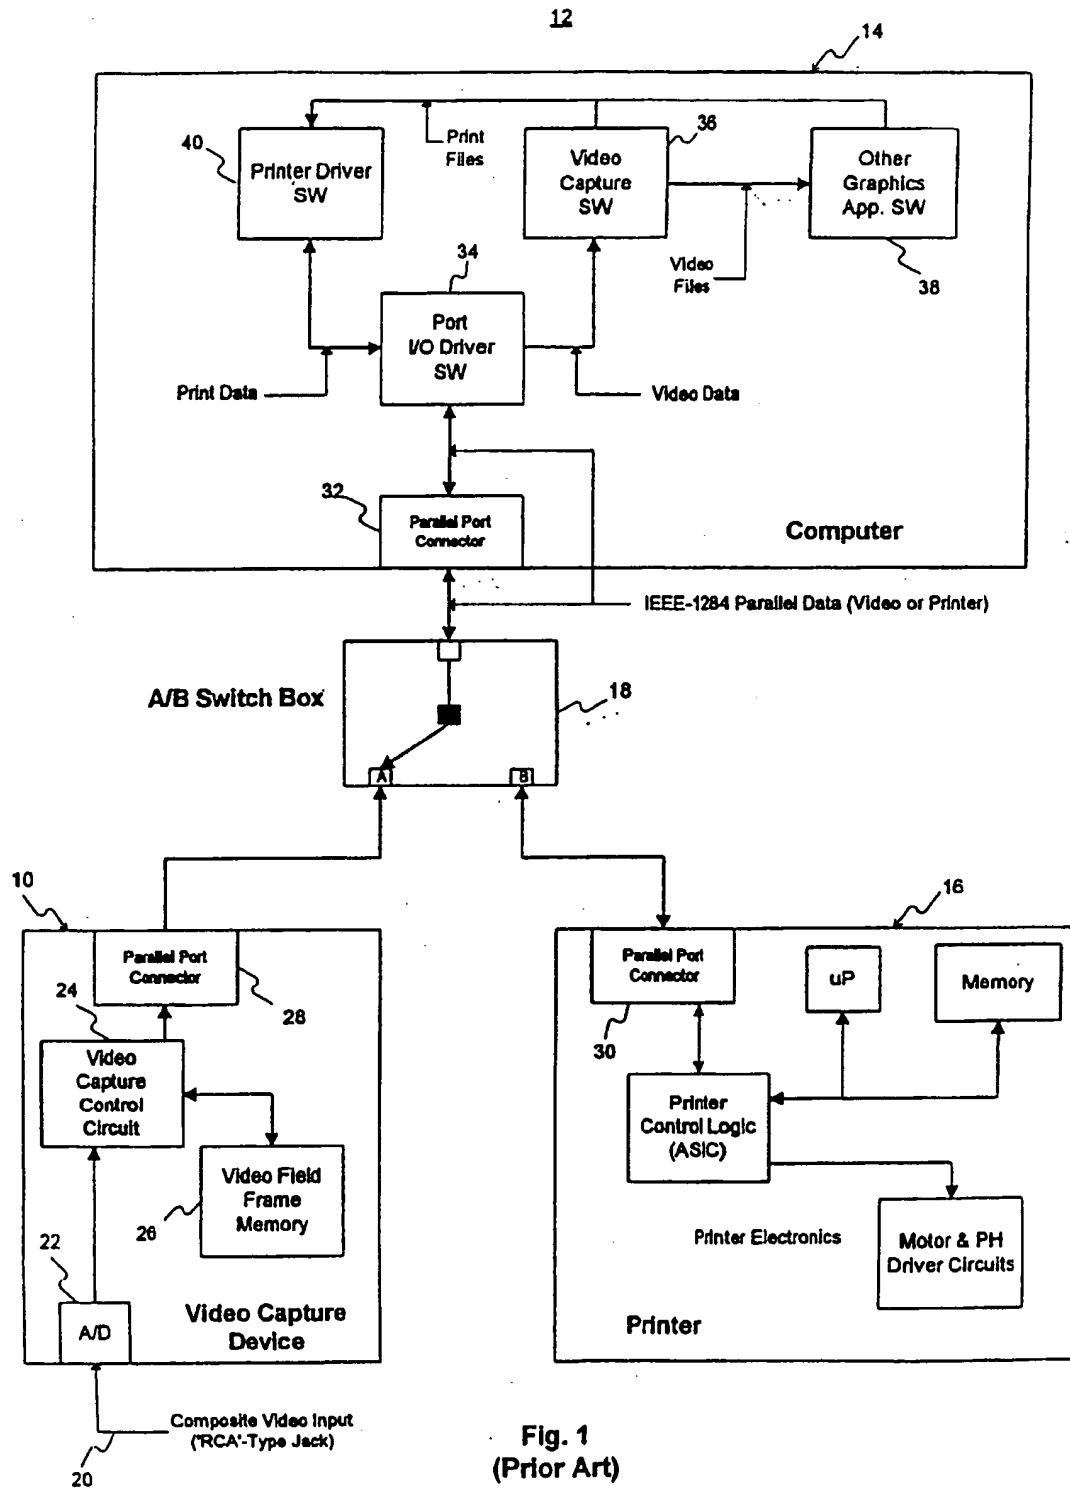 12
14
40
Printer Driver
SW
Print
Files
36
Video
Capture
SW
Other
Graphics
App. SW
38
Video
Files
34
Port
I/O Driver
SW
Print Data
Video Data
32
Parallel Port
Connector
Computer
IEEE-1284 Parallel Data (Video or Printer)
A/B Switch Box
18
A
B
10
Parallel Port
Connector
28
24
Video
Capture
Control
Circuit
Video Field
Frame
Memory
26
22
A/D
Video Capture
Device
Composite Video Input
("RCA"-Type Jack)
20
16
Parallel Port
Connector
30
uP
Memory
Printer
Control Logic
(ASIC)
Printer Electronics
Motor & PH
Driver Circuits
Printer
Fig. 1
(Prior Art)